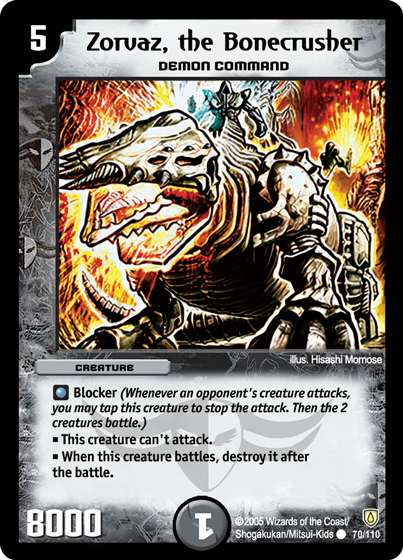 5
Zorvaz, the Bonecrusher
DEMON COMMAND
illus. Hisashi Momose
CREATURE
Blocker (Whenever an opponent's creature attacks,
you may tap this creature to stop the attack. Then the 2
creatures battle.)
▪ This creature can't attack.
▪ When this creature battles, destroy it after
the battle.
8000
1
©2005 Wizards of the Coast/
Shogakukan/Mitsui-Kids ● 70/110